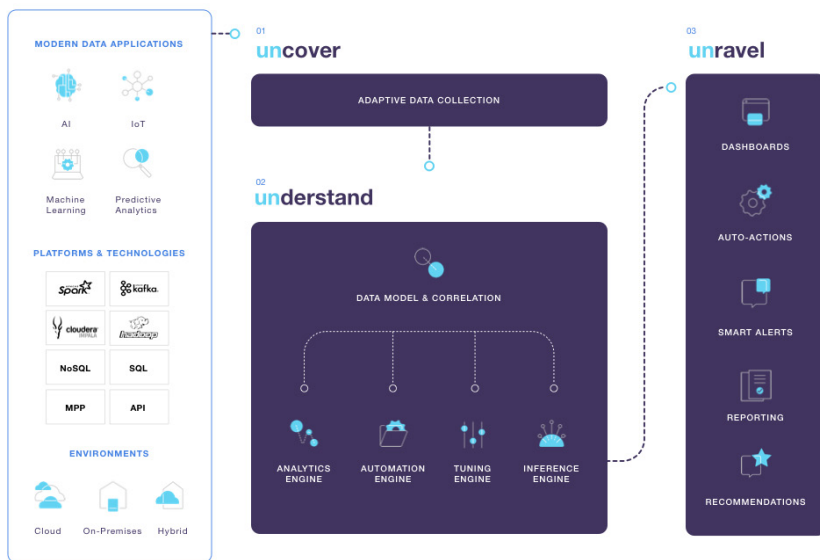 MODERN DATA APPLICATIONS
AI
IoT
Machine
Learning
Predictive
Analytics
PLATFORMS & TECHNOLOGIES
Spark
kafka.
cloudera
IMPALA
hadoop
NoSQL
SQL
MPP
API
ENVIRONMENTS
Cloud
On-Premises
Hybrid
01
uncover
ADAPTIVE DATA COLLECTION
02
understand
DATA MODEL & CORRELATION
ANALYTICS
ENGINE
AUTOMATION
ENGINE
TUNING
ENGINE
INFERENCE
ENGINE
03
unravel
DASHBOARDS
AUTO-ACTIONS
SMART ALERTS
REPORTING
RECOMMENDATIONS